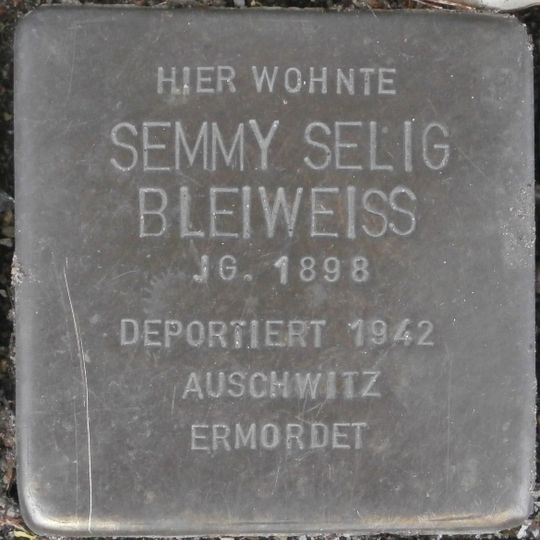 HIER WOHNTE
SEMMY SELIG
BLEIWEISS
JG. 1898
DEPORTIERT 1942
AUSCHWITZ
ERMORDET